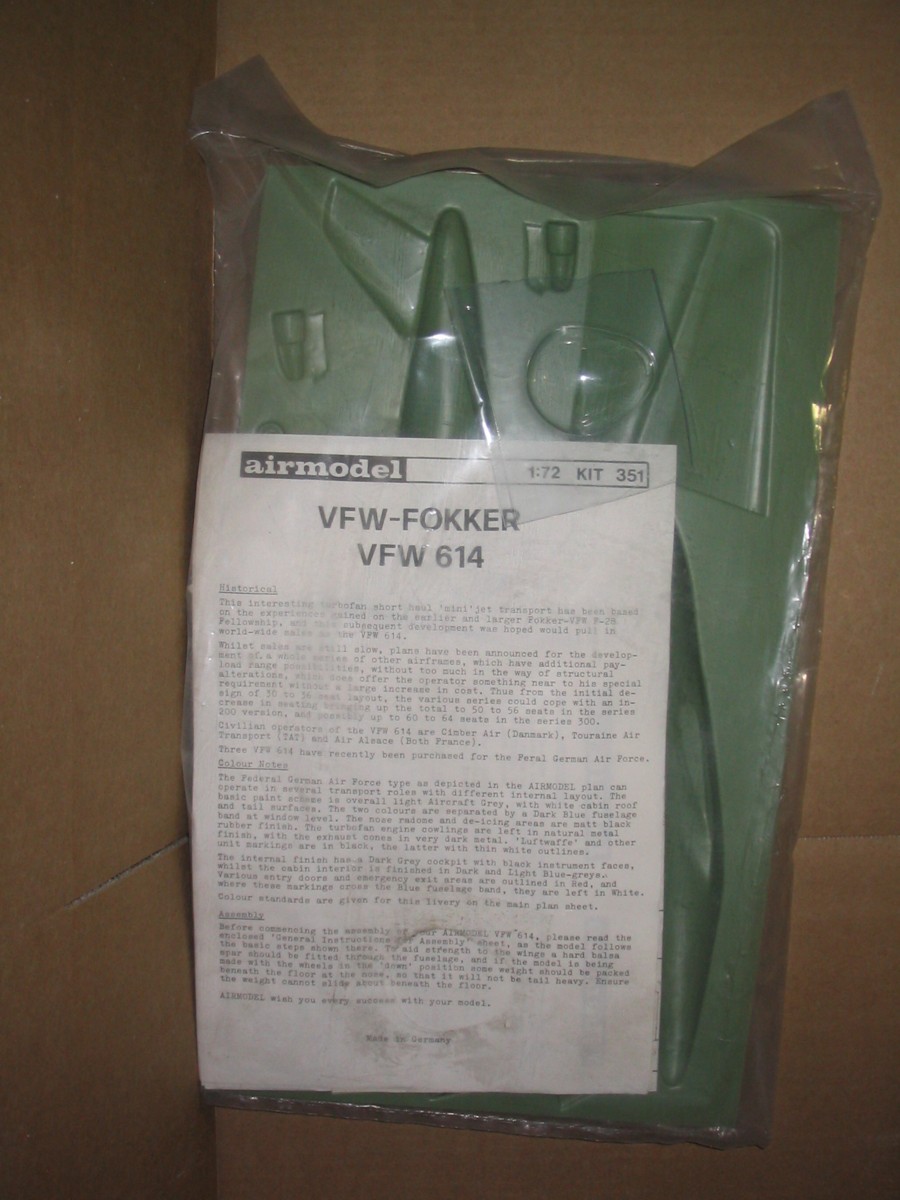 airmodel 1:72 KIT 351
VFW-FOKKER
VFW 614
Historical
This interesting turbofan short haul 'mini'jet transport has been based
on the experiences gained on the earlier and larger Fokker-VFW F-28
Fellowship, and this subesquent development was hoped would pull in
world-wide sales to the VFW 614.
Whilst sales are still slow, plans have been announced for the develop-
ment of a whole series of other airframes, which have additional pay-
load range possibilities, without too much in the way of structural
alterations, which does offer the operator something near to his special
requirement without a large increase in cost. Thus from the initial de-
sign of 30 to 36 seat layout, the various series could cope with an in-
crease in seating bringing up the total to 50 to 56 seats in the series
200 version, and possibly up to 60 to 64 seats in the series 300.
Civilian operators of the VFW 614 are Cimber Air (Danmark), Touraine Air
Transport (TAT) and Air Alsace (Both France).
Three VFW 614 have recently been purchased for the Feral German Air Force.
Colour Notes
The Federal German Air Force type as depicted in the AIRMODEL plan can
operate in several transport roles with different internal layout. The
basic paint scheme is overall light Aircraft Grey, with white cabin roof
and tail surfaces. The two colours are separated by a Dark Blue fuselage
band at window level. The nose radone and de-icing areas are matt black
rubber finish. The turbofan engine cowlings are left in natural metal
finish, with the exhaust cones in very dark metal. 'Luftwaffe' and other
unit markings are in black, the latter with thin white outlines.
The internal finish has a Dark Gray cockpit with black instrument faces,
whilst the cabin interior is finished in Dark and Light Blue-greys.
Various entry doors and emergency exit areas are outlined in Red, and
where these markings cross the Blue fuselage band, they are left in White.
Colour standards are given for this livery on the main plan sheet.
Assembly
Before commencing the assembly of your AIRMODEL VFW 614, please read the
enclosed 'General Instructions for Assembly' sheet, as the model follows
the basic steps shown there. To aid strength to the wings a hard balsa
spar should be fitted through the fuselage, and if the model is being
made with the wheels in the 'down' position some weight should be packed
beneath the floor at the nose, so that it will not be tail heavy. Ensure
the weight cannot slide about beneath the floor.
AIRMODEL wish you every success with your model.
Made in Germany